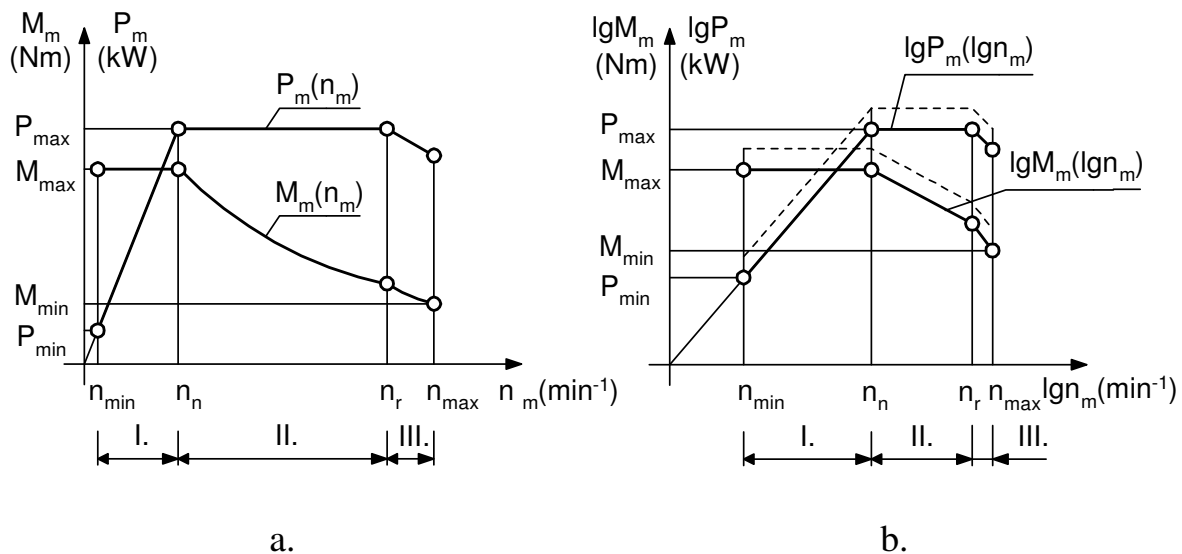 M_m P_m
(Nm) (kW)
P_m(n_m)
P_max
M_max
M_m(n_m)
M_min
P_min
n_min n_n n_r n_max n_m(min⁻¹)
I. II. III.
a.
lgM_m lgP_m
(Nm) (kW)
lgP_m(lgn_m)
P_max
M_max
lgM_m(lgn_m)
M_min
P_min
n_min n_n n_r n_max lgn_m(min⁻¹)
I. II. III.
b.